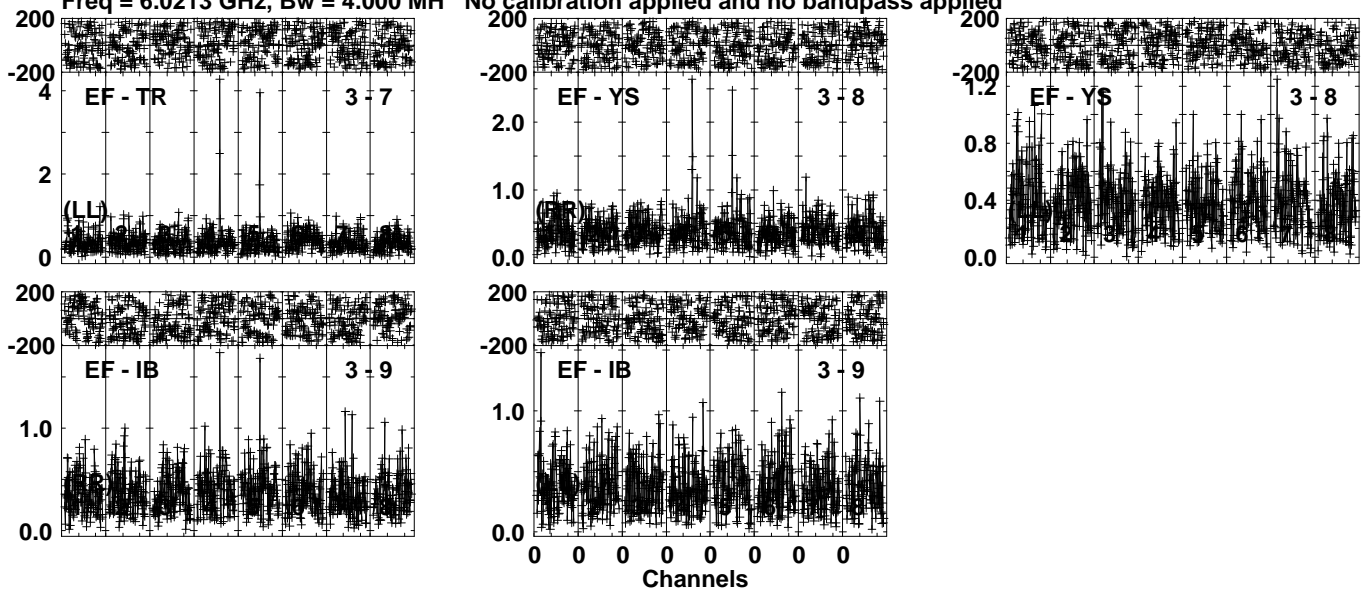 Freq = 6.0213 GHz, Bw = 4.000 MH No calibration applied and no bandpass applied
200
-200
4
2
0
EF - TR
3 - 7
(LL)
200
-200
2.0
1.0
0.0
EF - YS
3 - 8
(RR)
200
-200
1.2
0.8
0.4
0.0
EF - YS
3 - 8
200
-200
1.0
0.0
EF - IB
3 - 9
200
-200
1.0
0.0
EF - IB
3 - 9
0 0 0 0 0 0 0 0
Channels